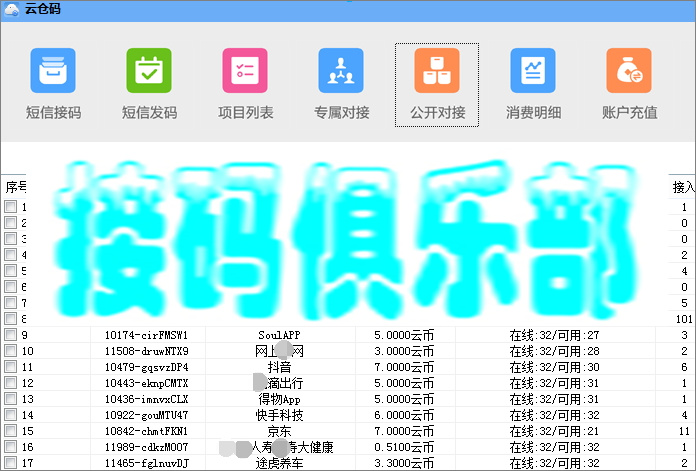 云仓码
短信接码 短信发码 项目列表 专属对接 公开对接 消费明细 账户充值
接码俱乐部
序号 接入
1 1
2 0
3 0
4 2
5 4
6 0
7 5
8 101
9 10174-cirFMSW1 SoulAPP 5.0000云币 在线:32/可用:27 3
10 11508-druwNTX9 网上 网 3.0000云币 在线:32/可用:28 2
11 10479-gqsvzDP4 抖音 7.0000云币 在线:32/可用:30 6
12 10443-eknpCMTX 滴出行 5.0000云币 在线:32/可用:31 1
13 10436-imnvxCLX 得物App 5.0000云币 在线:32/可用:31 1
14 10922-gouMTU47 快手科技 6.0000云币 在线:32/可用:32 4
15 10842-chmtFKN1 京东 7.0000云币 在线:32/可用:21 11
16 11989-cdkzMO07 人寿 寿大健康 0.5100云币 在线:32/可用:32 1
17 11465-fglnuvDJ 途虎养车 3.3000云币 在线:32/可用:32 2